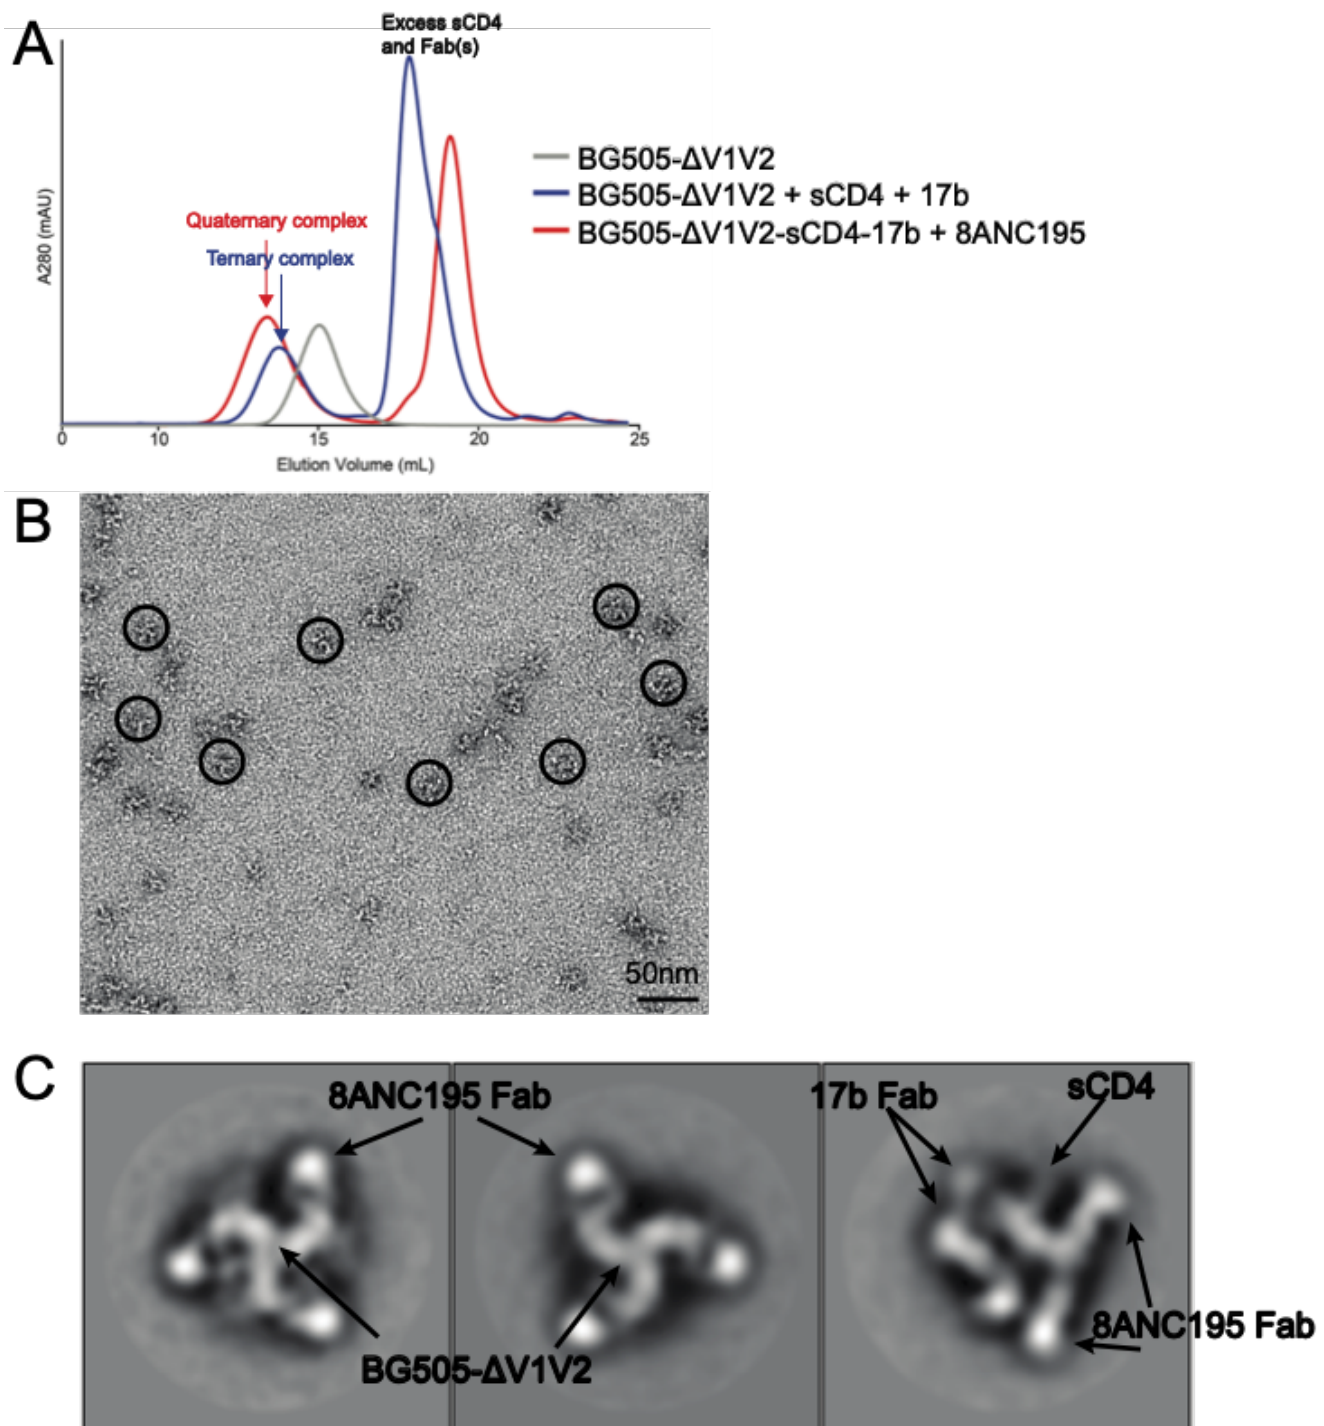 A
Excess sCD4
and Fab(s)
Quaternary complex
Ternary complex
A280 (mAU)
BG505-ΔV1V2
BG505-ΔV1V2 + sCD4 + 17b
BG505-ΔV1V2-sCD4-17b + 8ANC195
0 10 15 20 25
Elution Volume (mL)
B
50nm
C
8ANC195 Fab
17b Fab
sCD4
8ANC195 Fab
BG505-ΔV1V2